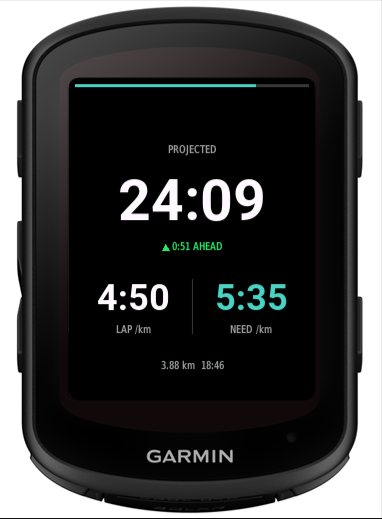 PROJECTED
24:09
▲0:51 AHEAD
4:50 5:35
LAP /km NEED /km
3.88 km 18:46
GARMIN